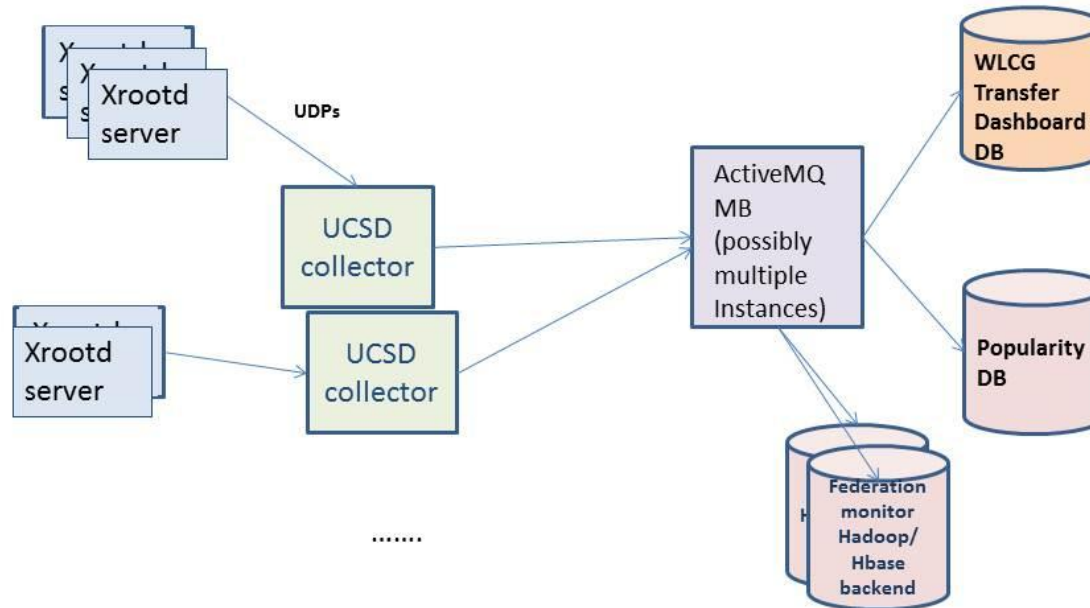 Xrootd
server
UDPs
UCSD
collector
Xrootd
server
UCSD
collector
ActiveMQ
MB
(possibly
multiple
Instances)
WLCG
Transfer
Dashboard
DB
Popularity
DB
Federation
monitor
Hadoop/
Hbase
backend
.......